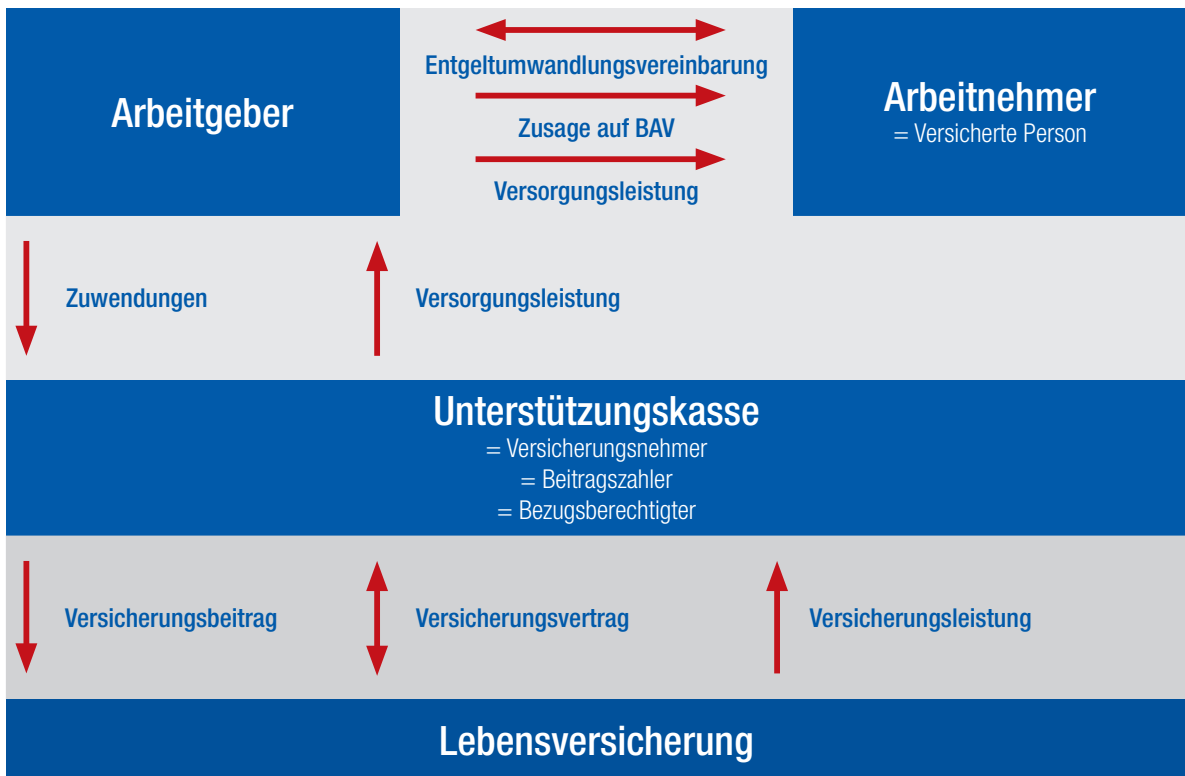 Arbeitgeber
Entgeltumwandlungsvereinbarung
Zusage auf BAV
Versorgungsleistung
Arbeitnehmer
= Versicherte Person
Zuwendungen
Versorgungsleistung
Unterstützungskasse
= Versicherungsnehmer
= Beitragszahler
= Bezugsberechtigter
Versicherungsbeitrag
Versicherungsvertrag
Versicherungsleistung
Lebensversicherung